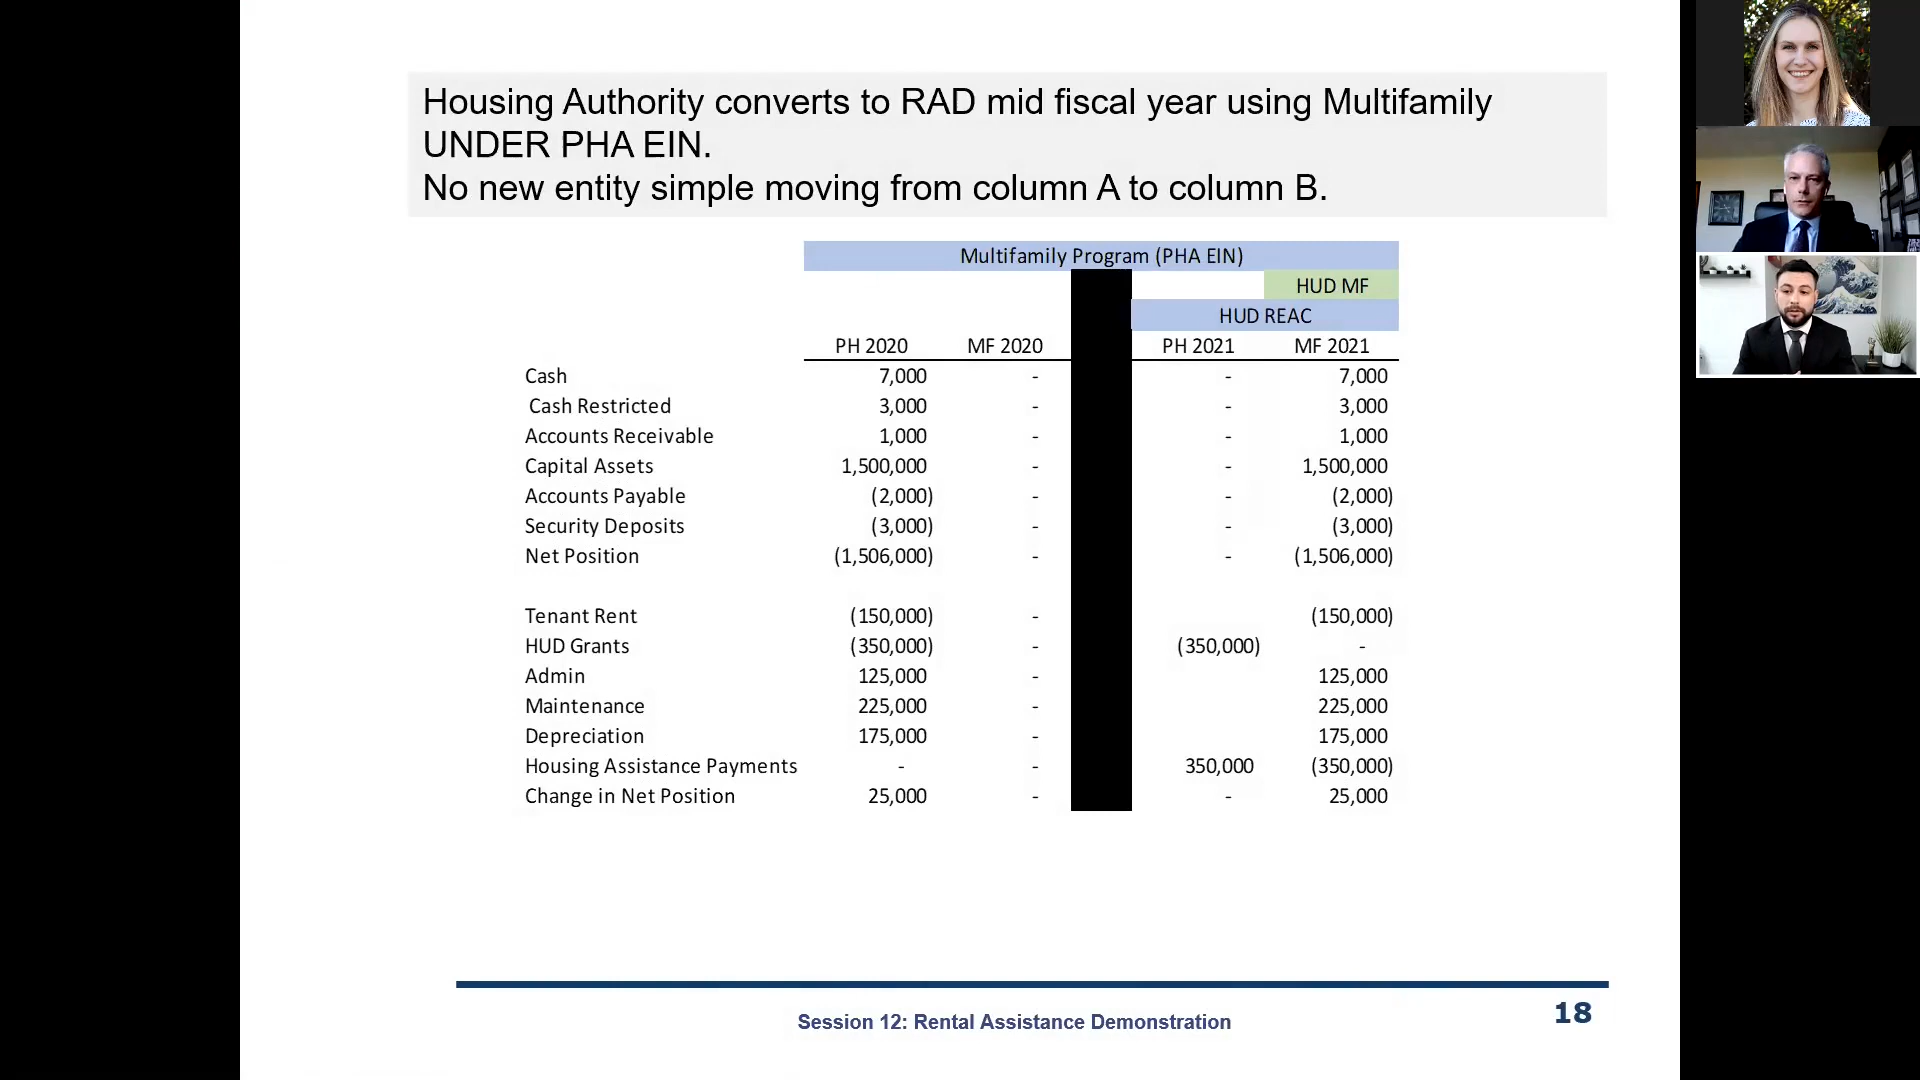 Housing Authority converts to RAD mid fiscal year using Multifamily
UNDER PHA EIN.
No new entity simple moving from column A to column B.
Multifamily Program (PHA EIN)
HUD MF
HUD REAC
PH 2020 MF 2020 PH 2021 MF 2021
Cash 7,000 - - 7,000
Cash Restricted 3,000 - - 3,000
Accounts Receivable 1,000 - - 1,000
Capital Assets 1,500,000 - - 1,500,000
Accounts Payable (2,000) - - (2,000)
Security Deposits (3,000) - - (3,000)
Net Position (1,506,000) - - (1,506,000)
Tenant Rent (150,000) - (150,000)
HUD Grants (350,000) - (350,000) -
Admin 125,000 - 125,000
Maintenance 225,000 - 225,000
Depreciation 175,000 - 175,000
Housing Assistance Payments - - 350,000 (350,000)
Change in Net Position 25,000 - - 25,000
Session 12: Rental Assistance Demonstration
18